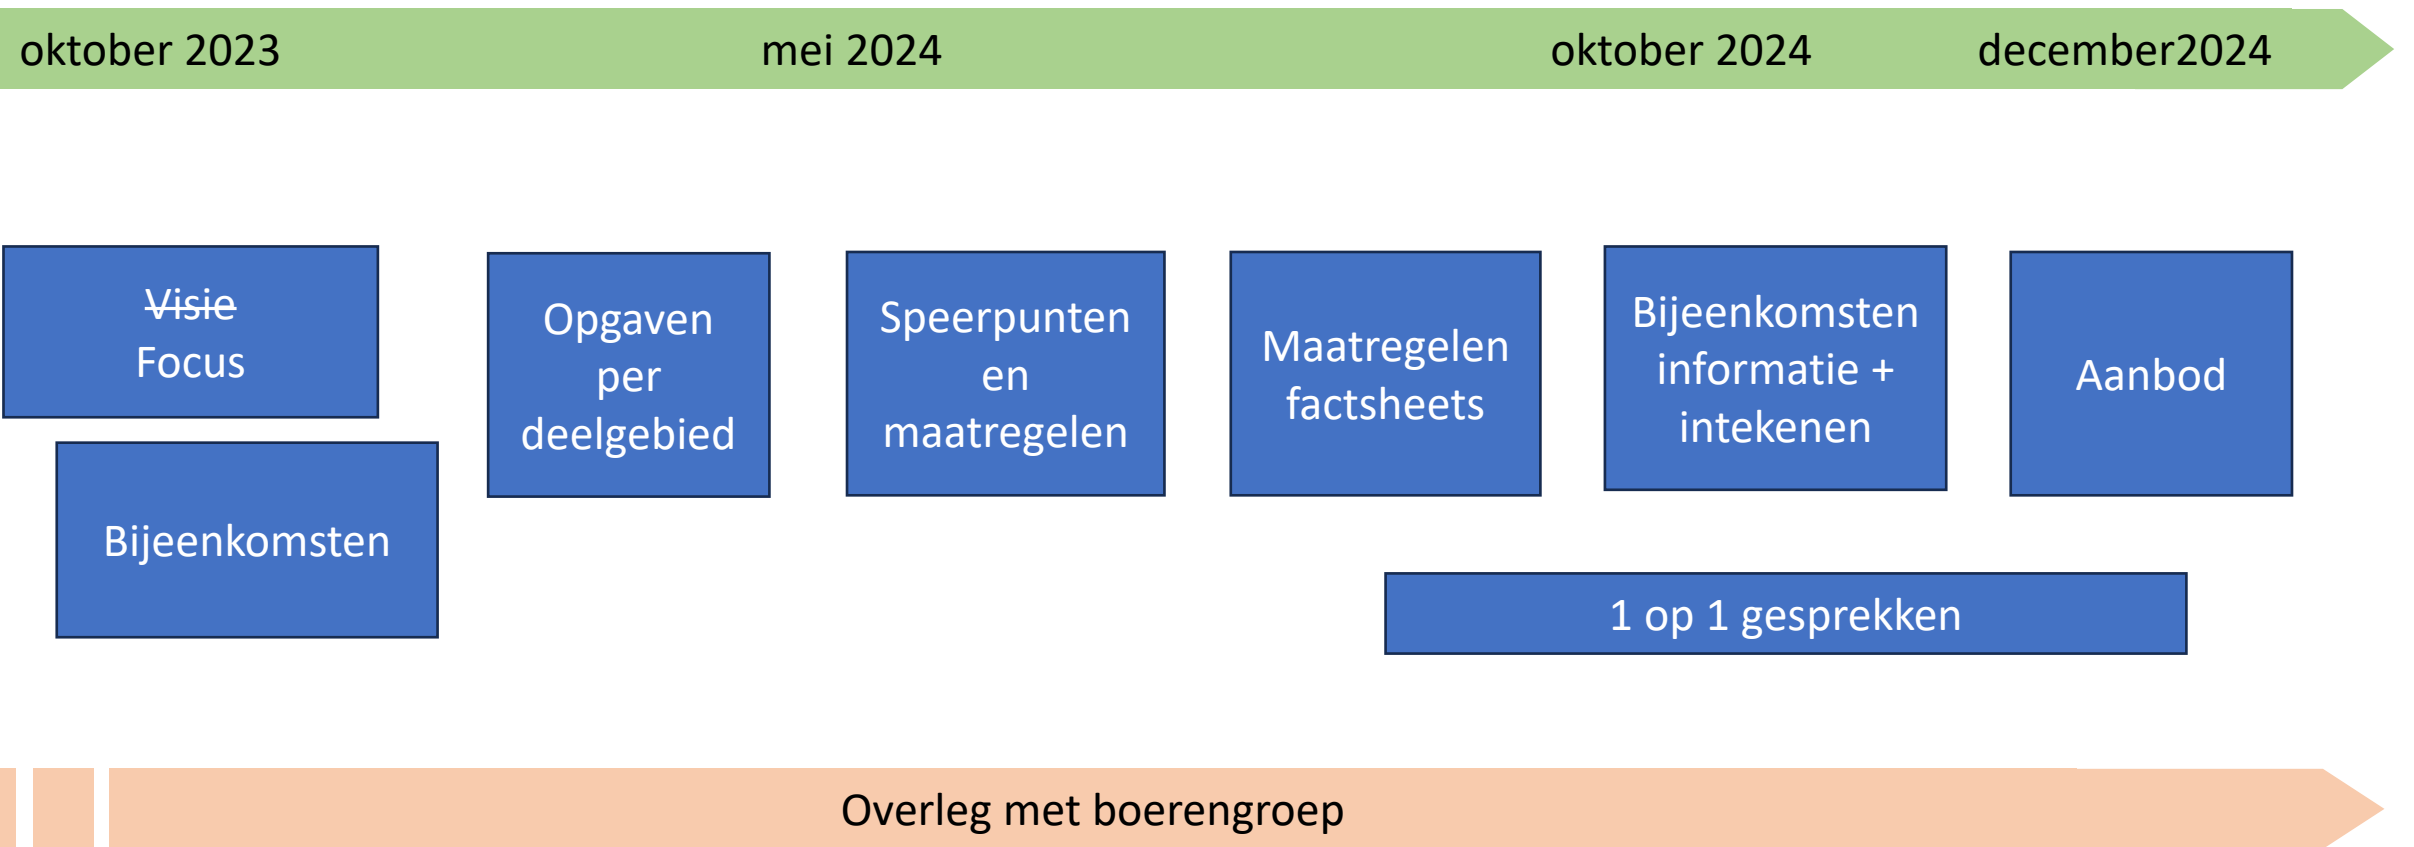 oktober 2023
mei 2024
oktober 2024
december2024
Visie
Focus
Bijeenkomsten
Opgaven
per
deelgebied
Speerpunten
en
maatregelen
Maatregelen
factsheets
Bijeenkomsten
informatie +
intekenen
Aanbod
1 op 1 gesprekken
Overleg met boerengroep